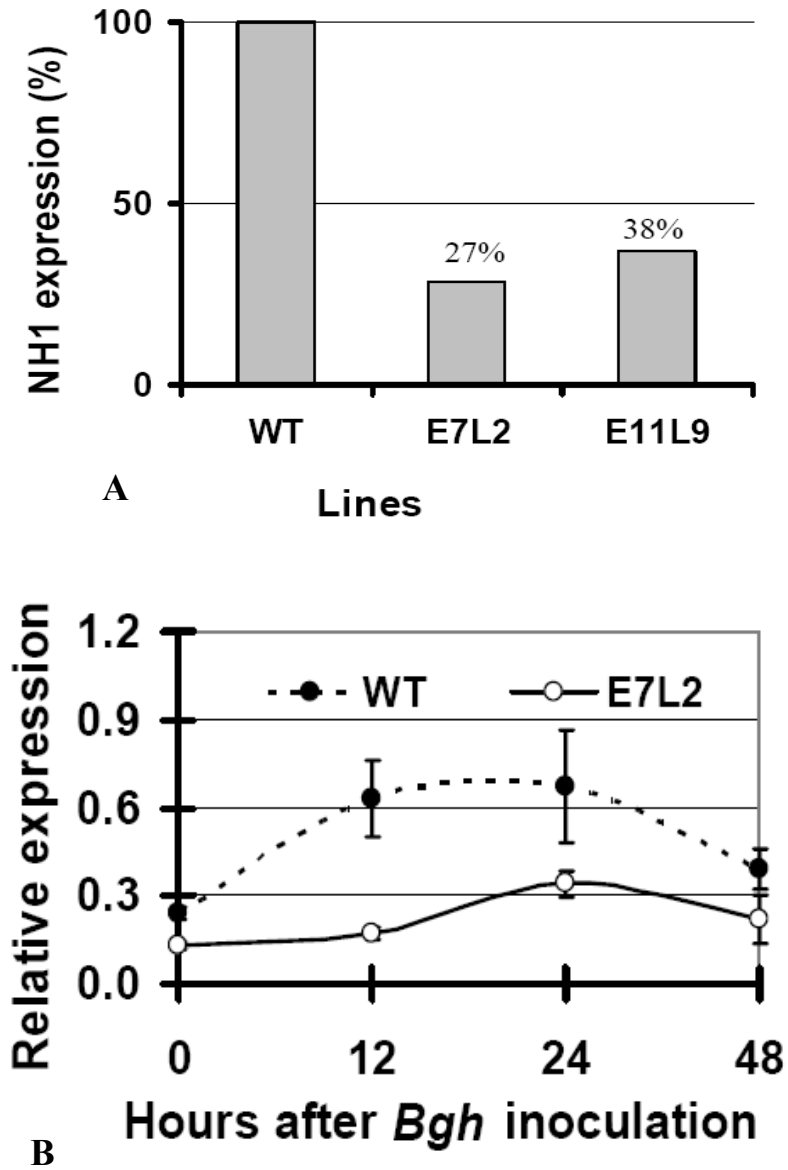 NH1 expression (%)
100
50
0
27%
38%
WT E7L2 E11L9
A
Lines
Relative expression
1.2
0.9
0.6
0.3
0.0
WT E7L2
0 12 24 48
Hours after Bgh inoculation
B